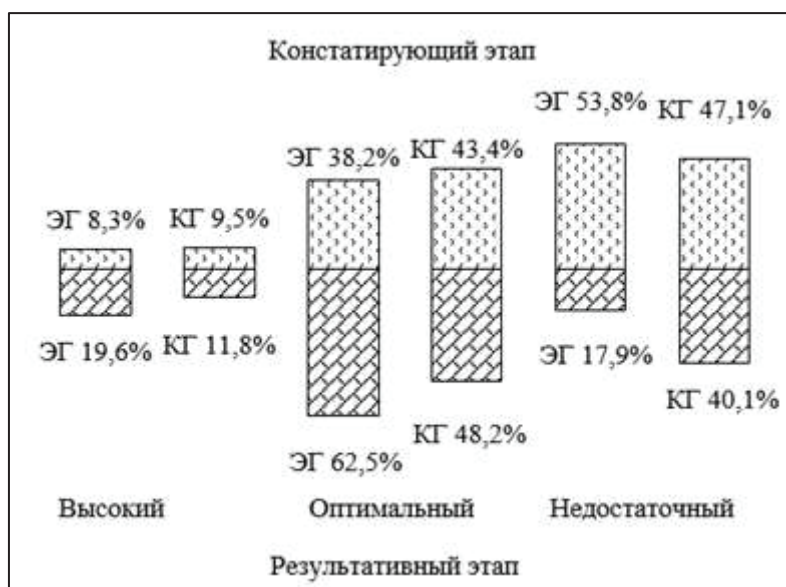 Констатирующий этап
ЭГ 53,8% КГ 47,1%
ЭГ 38,2% КГ 43,4%
ЭГ 8,3% КГ 9,5%
ЭГ 19,6% КГ 11,8%
ЭГ 17,9%
КГ 40,1%
КГ 48,2%
ЭГ 62,5%
Высокий Оптимальный Недостаточный
Результативный этап